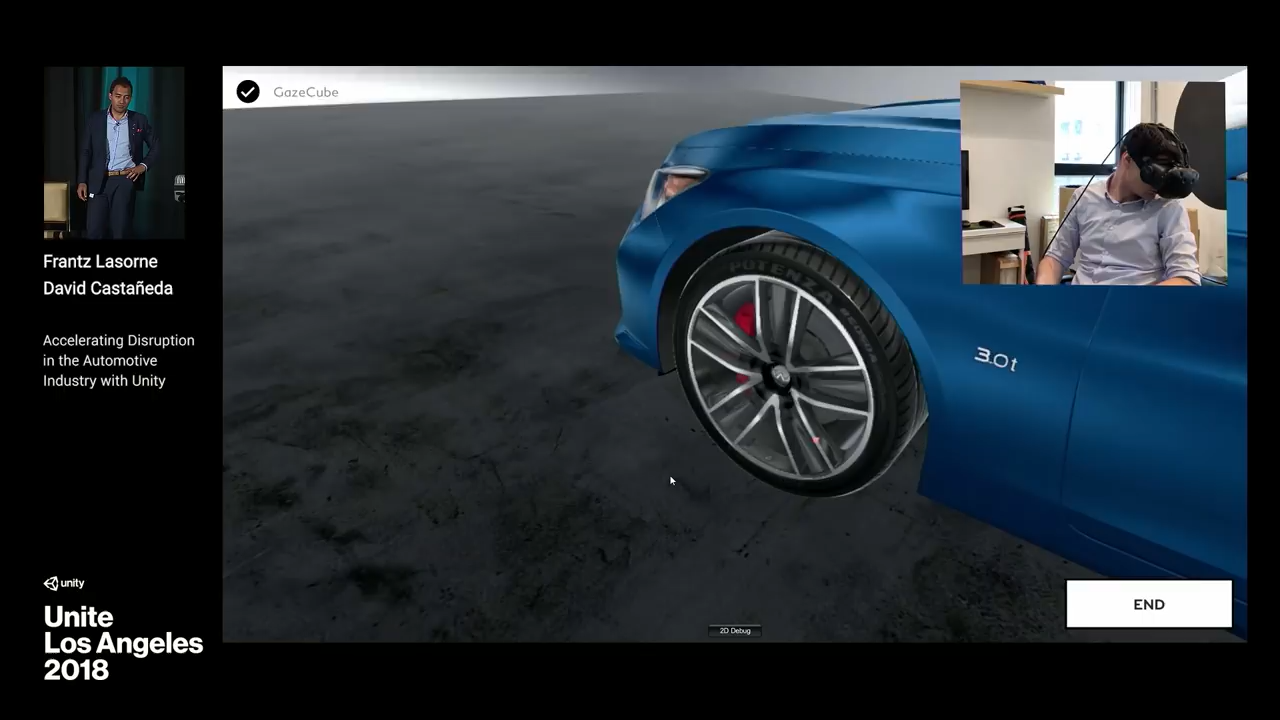 GazeCube
POTENZA
3.0t
Frantz Lasorne
David Castañeda
Accelerating Disruption
in the Automotive
Industry with Unity
unity
Unite
Los Angeles
2018
END
2D Debug